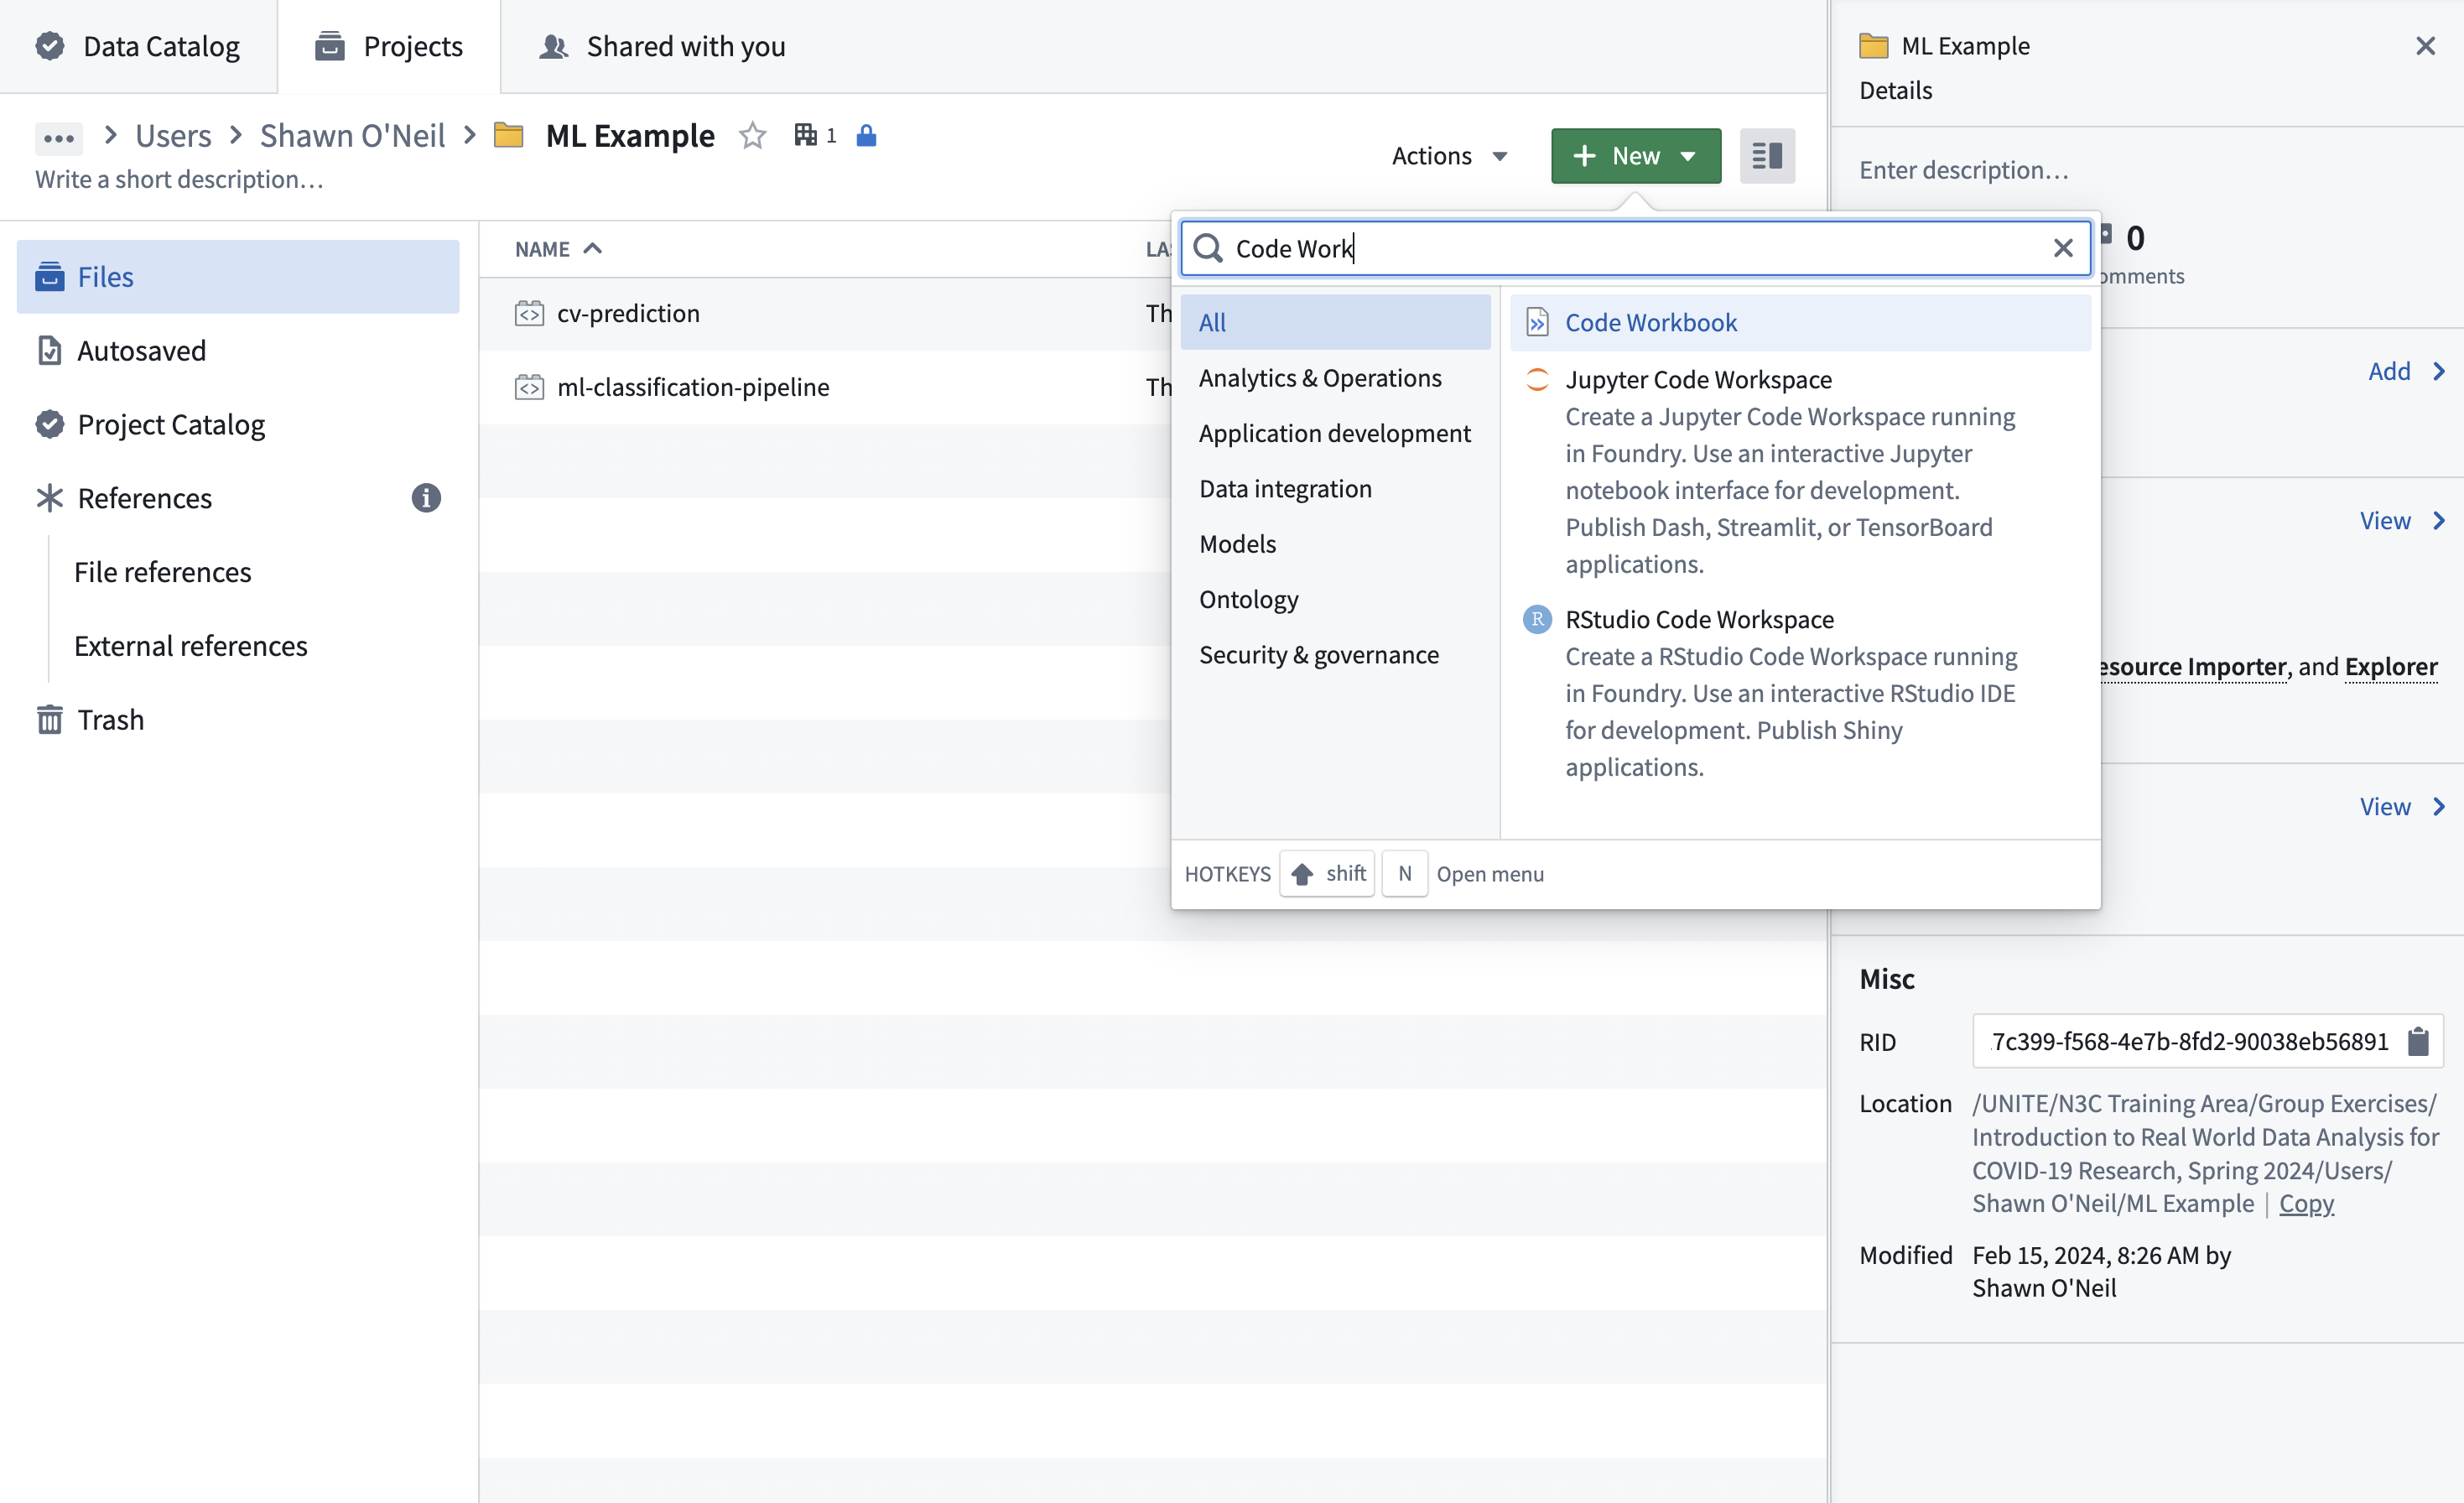 Data Catalog
Projects
Shared with you
Users
Shawn O'Neil
ML Example
1
Write a short description…
Actions
New
Files
Autosaved
Project Catalog
References
File references
External references
Trash
NAME
cv-prediction
ml-classification-pipeline
Code Work
All
Analytics & Operations
Application development
Data integration
Models
Ontology
Security & governance
Code Workbook
Jupyter Code Workspace
Create a Jupyter Code Workspace running
in Foundry. Use an interactive Jupyter
notebook interface for development.
Publish Dash, Streamlit, or TensorBoard
applications.
RStudio Code Workspace
Create a RStudio Code Workspace running
in Foundry. Use an interactive RStudio IDE
for development. Publish Shiny
applications.
HOTKEYS shift N Open menu
ML Example
Details
Enter description…
0
Add
View
Importer, and Explorer
View
Misc
RID
7c399-f568-4e7b-8fd2-90038eb56891
Location
/UNITE/N3C Training Area/Group Exercises/
Introduction to Real World Data Analysis for
COVID-19 Research, Spring 2024/Users/
Shawn O'Neil/ML Example | Copy
Modified
Feb 15, 2024, 8:26 AM by
Shawn O'Neil